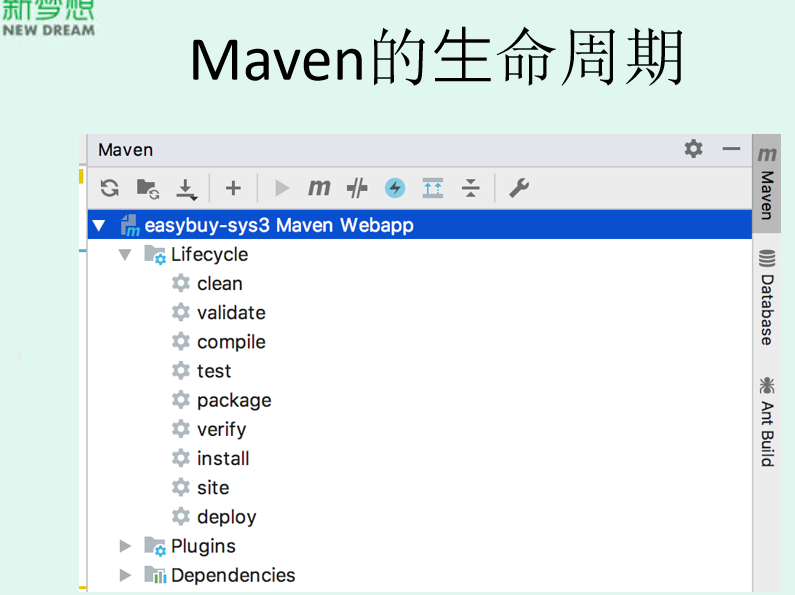 新梦想
NEW DREAM
Maven的生命周期
Maven
easybuy-sys3 Maven Webapp
Lifecycle
clean
validate
compile
test
package
verify
install
site
deploy
Plugins
Dependencies
Maven
Database
Ant Build